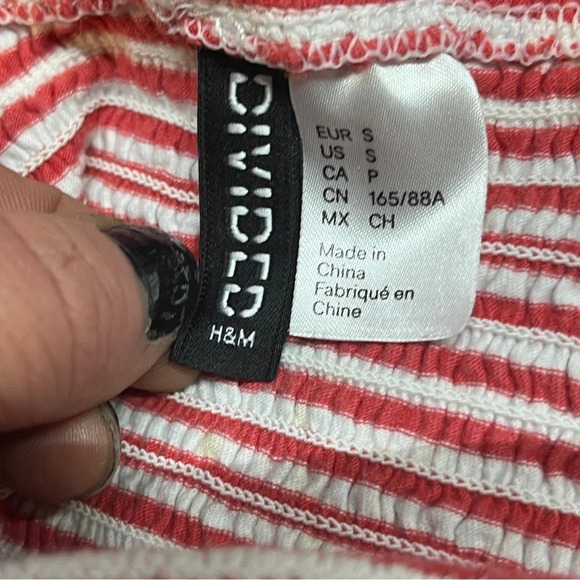 DIVIDED
H&M
EUR S
US S
CA P
CN 165/88A
MX CH
Made in
China
Fabriqué en
Chine